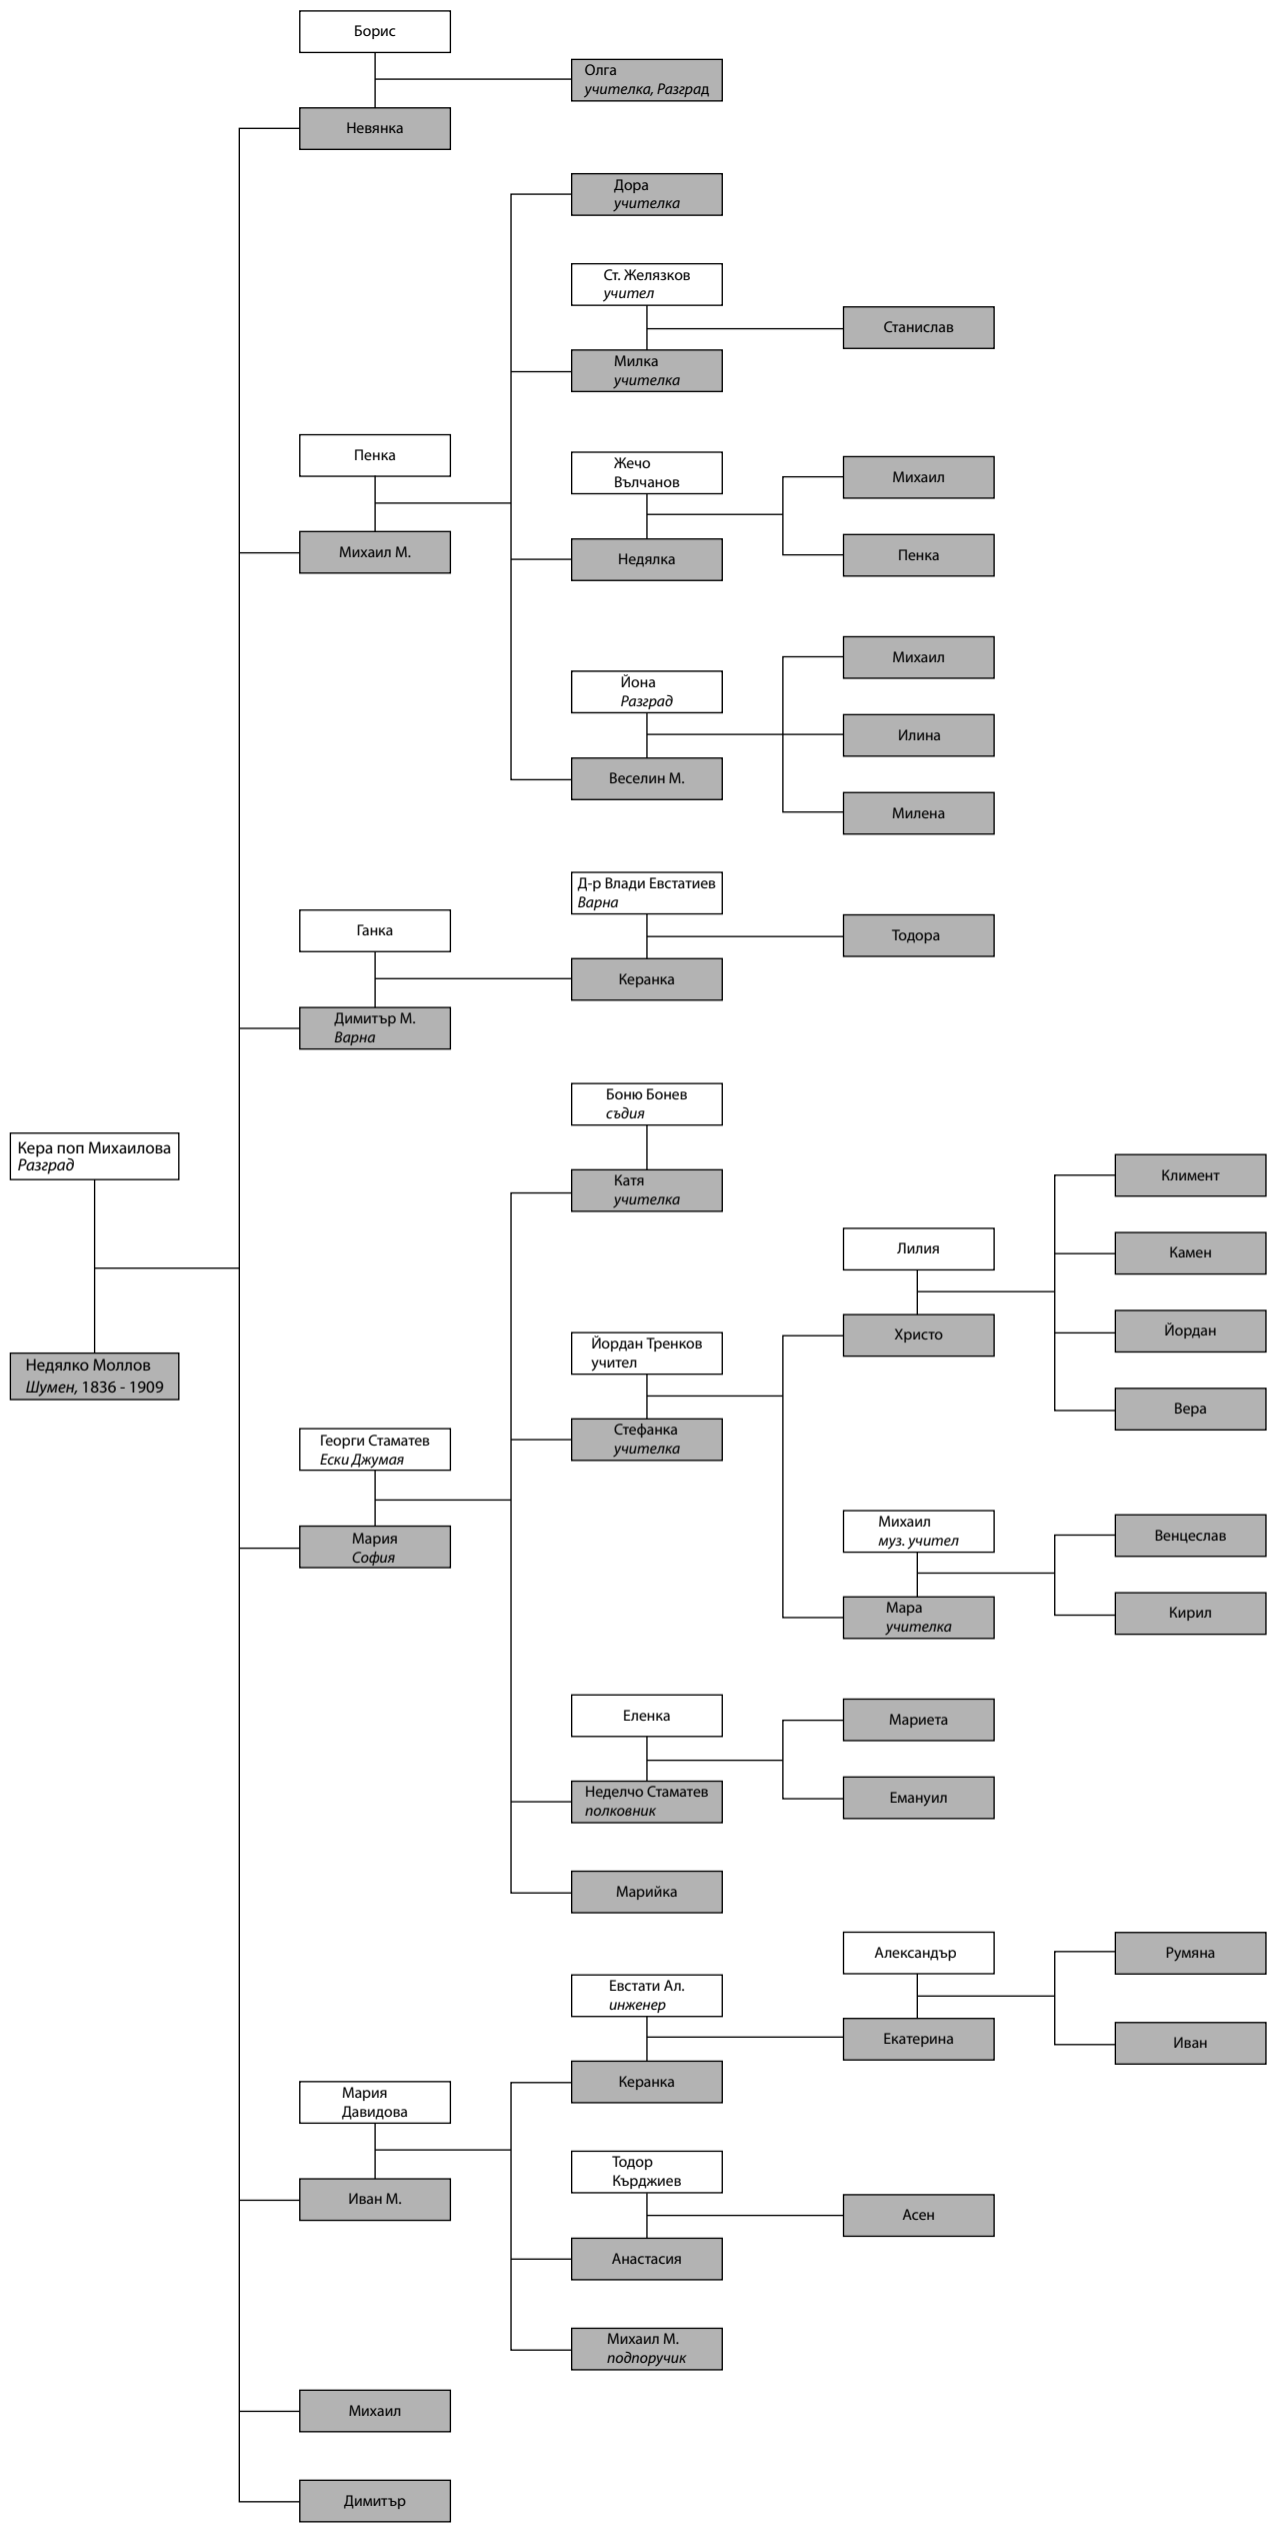 Борис
Олга
учителка, Разград
Невянка
Дора
учителка
Ст. Желязков
учител
Станислав
Милка
учителка
Пенка
Жечо
Вълчанов
Михаил
Михаил М.
Недялка
Пенка
Михаил
Йона
Разград
Илина
Веселин М.
Милена
Д-р Влади Евстатиев
Варна
Ганка
Тодора
Керанка
Димитър М.
Варна
Боню Бонев
съдия
Кера поп Михаилова
Разград
Катя
учителка
Климент
Лилия
Камен
Недялко Моллов
Шумен, 1836 - 1909
Йордан Тренков
учител
Христо
Йордан
Вера
Георги Стаматев
Ески Джумая
Стефанка
учителка
Мария
София
Михаил
муз. учител
Венцеслав
Мара
учителка
Кирил
Еленка
Мариета
Неделчо Стаматев
полковник
Емануил
Марийка
Александър
Румяна
Евстати Ал.
инженер
Екатерина
Иван
Керанка
Мария
Давидова
Тодор
Кърджиев
Иван М.
Асен
Анастасия
Михаил М.
подпоручик
Михаил
Димитър